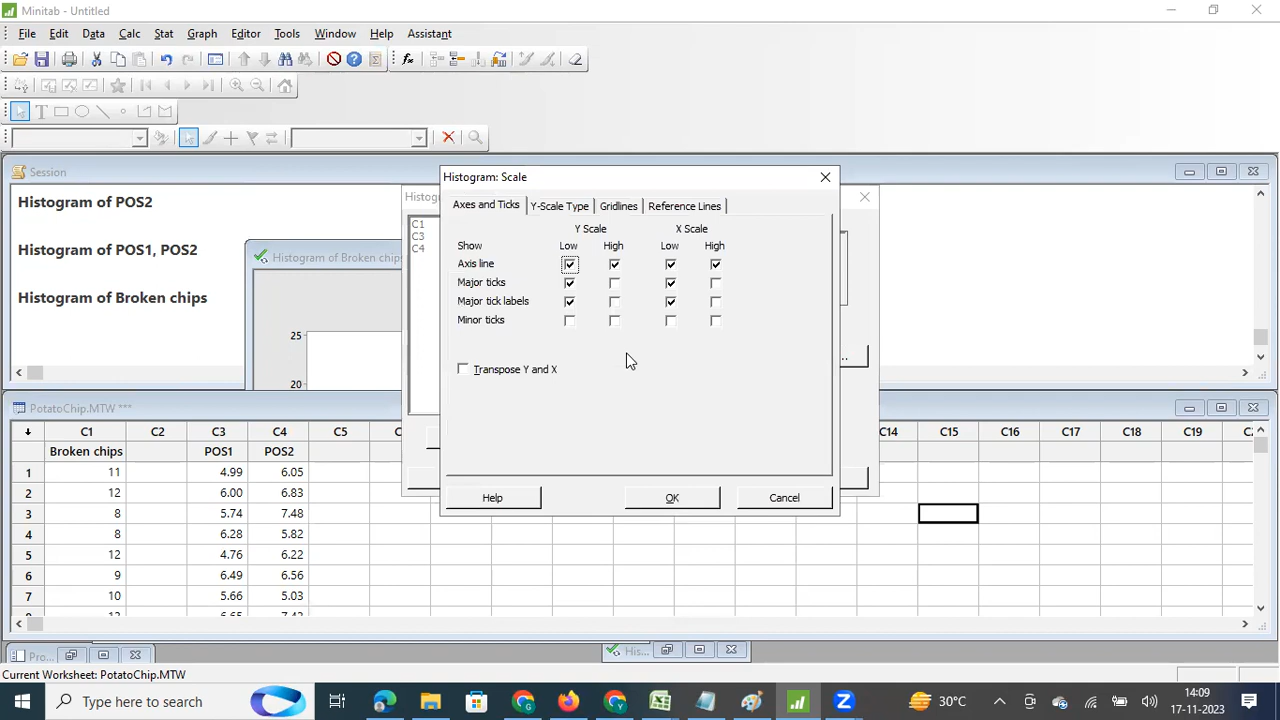 Minitab - Untitled
File Edit Data Calc Stat Graph Editor Tools Window Help Assistant
Session
Histogram of POS2
Histogram of POS1, POS2
Histogram of Broken chips
Histogram of Broken chips
25
20
C1
C3
C4
Histogram: Scale
Axes and Ticks Y-Scale Type Gridlines Reference Lines
Y Scale X Scale
Show Low High Low High
Axis line
Major ticks
Major tick labels
Minor ticks
Transpose Y and X
Help OK Cancel
PotatoChip.MTW ***
C1 C2 C3 C4 C5 C14 C15 C16 C17 C18 C19
Broken chips POS1 POS2
1 11 4.99 6.05
2 12 6.00 6.83
3 8 5.74 7.48
4 8 6.28 5.82
5 12 4.76 6.22
6 9 6.49 6.56
7 10 5.66 5.03
Pro...
His...
Current Worksheet: PotatoChip.MTW
Type here to search
30°C
14:09
17-11-2023